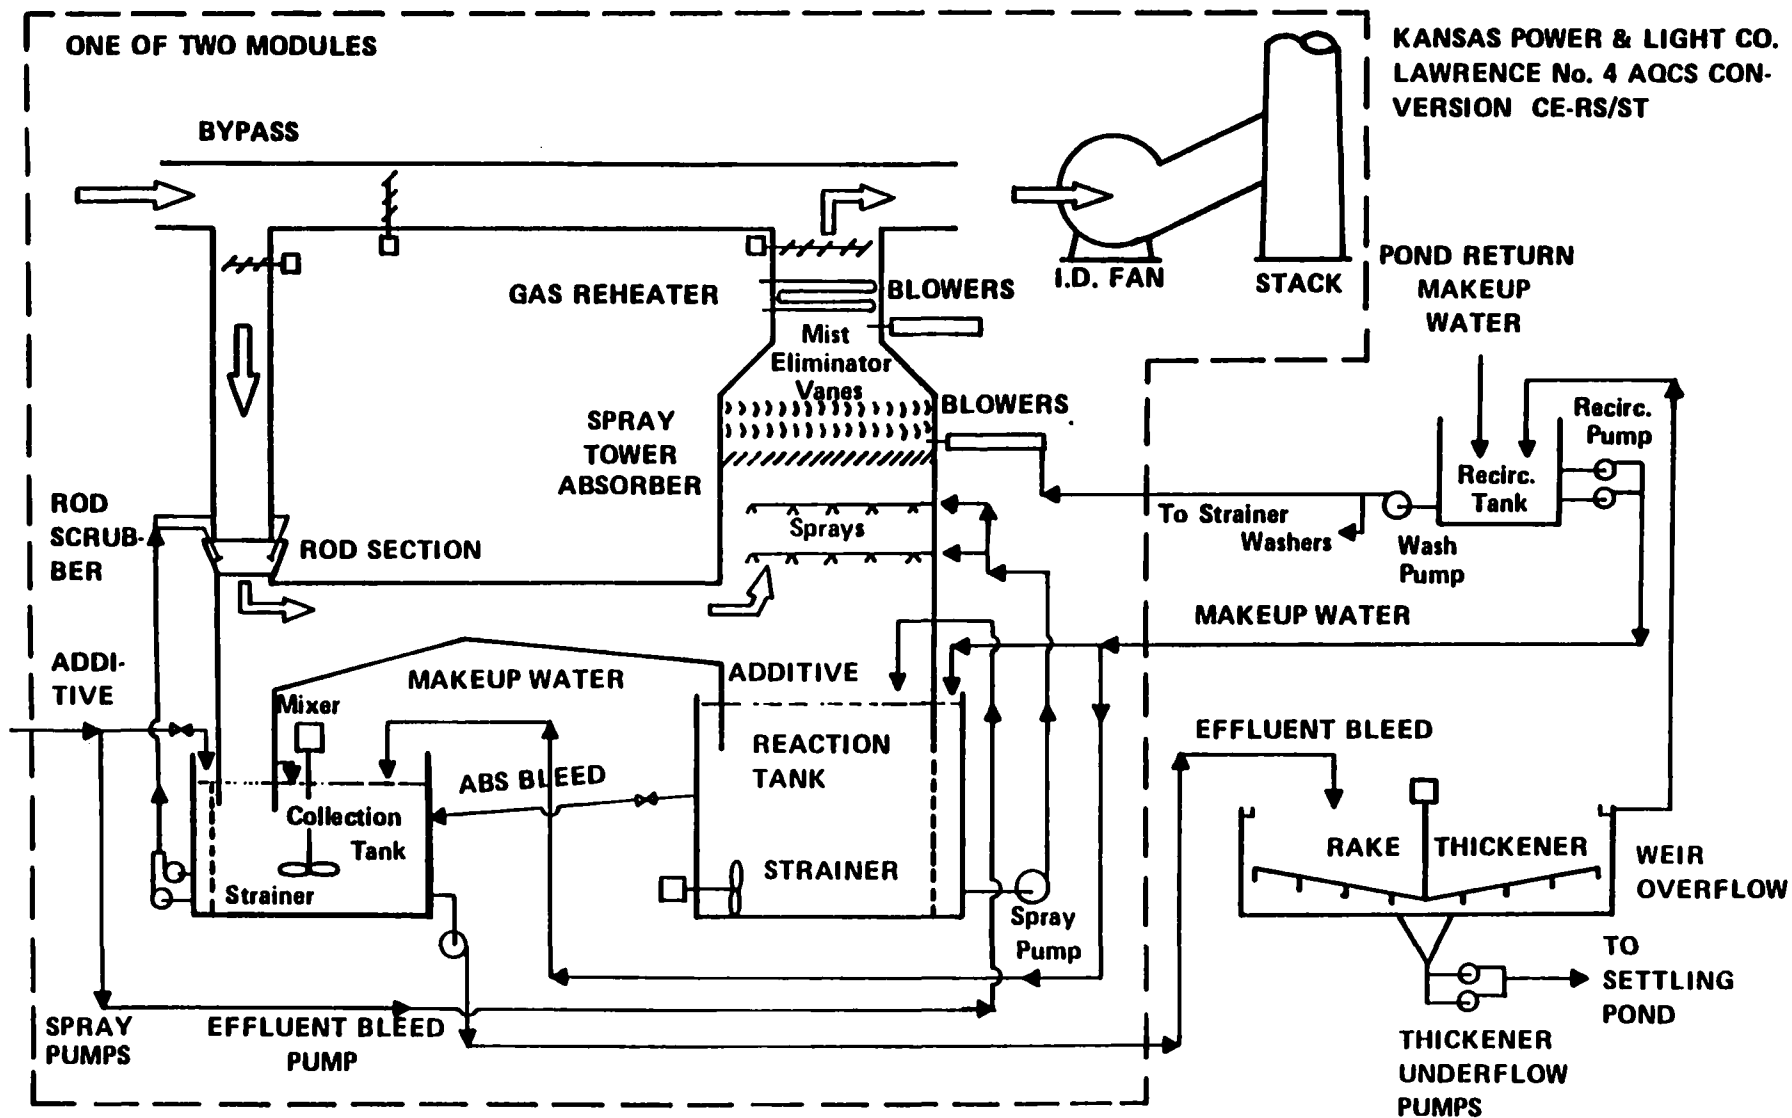 ONE OF TWO MODULES
KANSAS POWER & LIGHT CO.
LAWRENCE No. 4 AQCS CON-
VERSION CE-RS/ST
BYPASS
I.D. FAN
STACK
POND RETURN
MAKEUP
WATER
GAS REHEATER
BLOWERS
Mist
Eliminator
Vanes
BLOWERS
SPRAY
TOWER
ABSORBER
Recirc.
Pump
Recirc.
Tank
ROD
SCRUB-
BER
ROD SECTION
Sprays
To Strainer
Washers
Wash
Pump
MAKEUP WATER
ADDI-
TIVE
MAKEUP WATER
ADDITIVE
Mixer
REACTION
TANK
ABS BLEED
EFFLUENT BLEED
Collection
Tank
Strainer
STRAINER
RAKE
THICKENER
WEIR
OVERFLOW
Spray
Pump
TO
SETTLING
POND
SPRAY
PUMPS
EFFLUENT BLEED
PUMP
THICKENER
UNDERFLOW
PUMPS